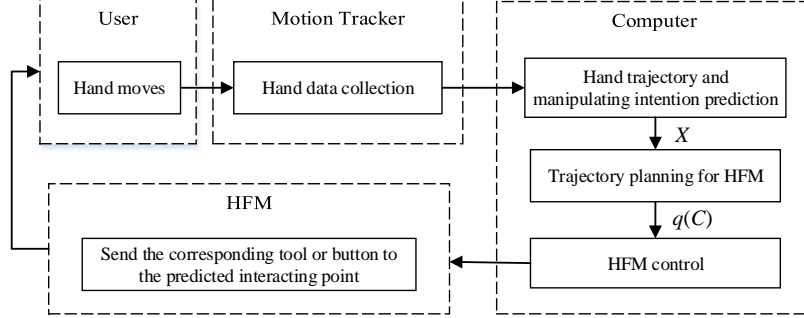 User
Motion Tracker
Computer
Hand moves
Hand data collection
Hand trajectory and
manipulating intention prediction
X
Trajectory planning for HFM
q(C)
HFM control
HFM
Send the corresponding tool or button to
the predicted interacting point